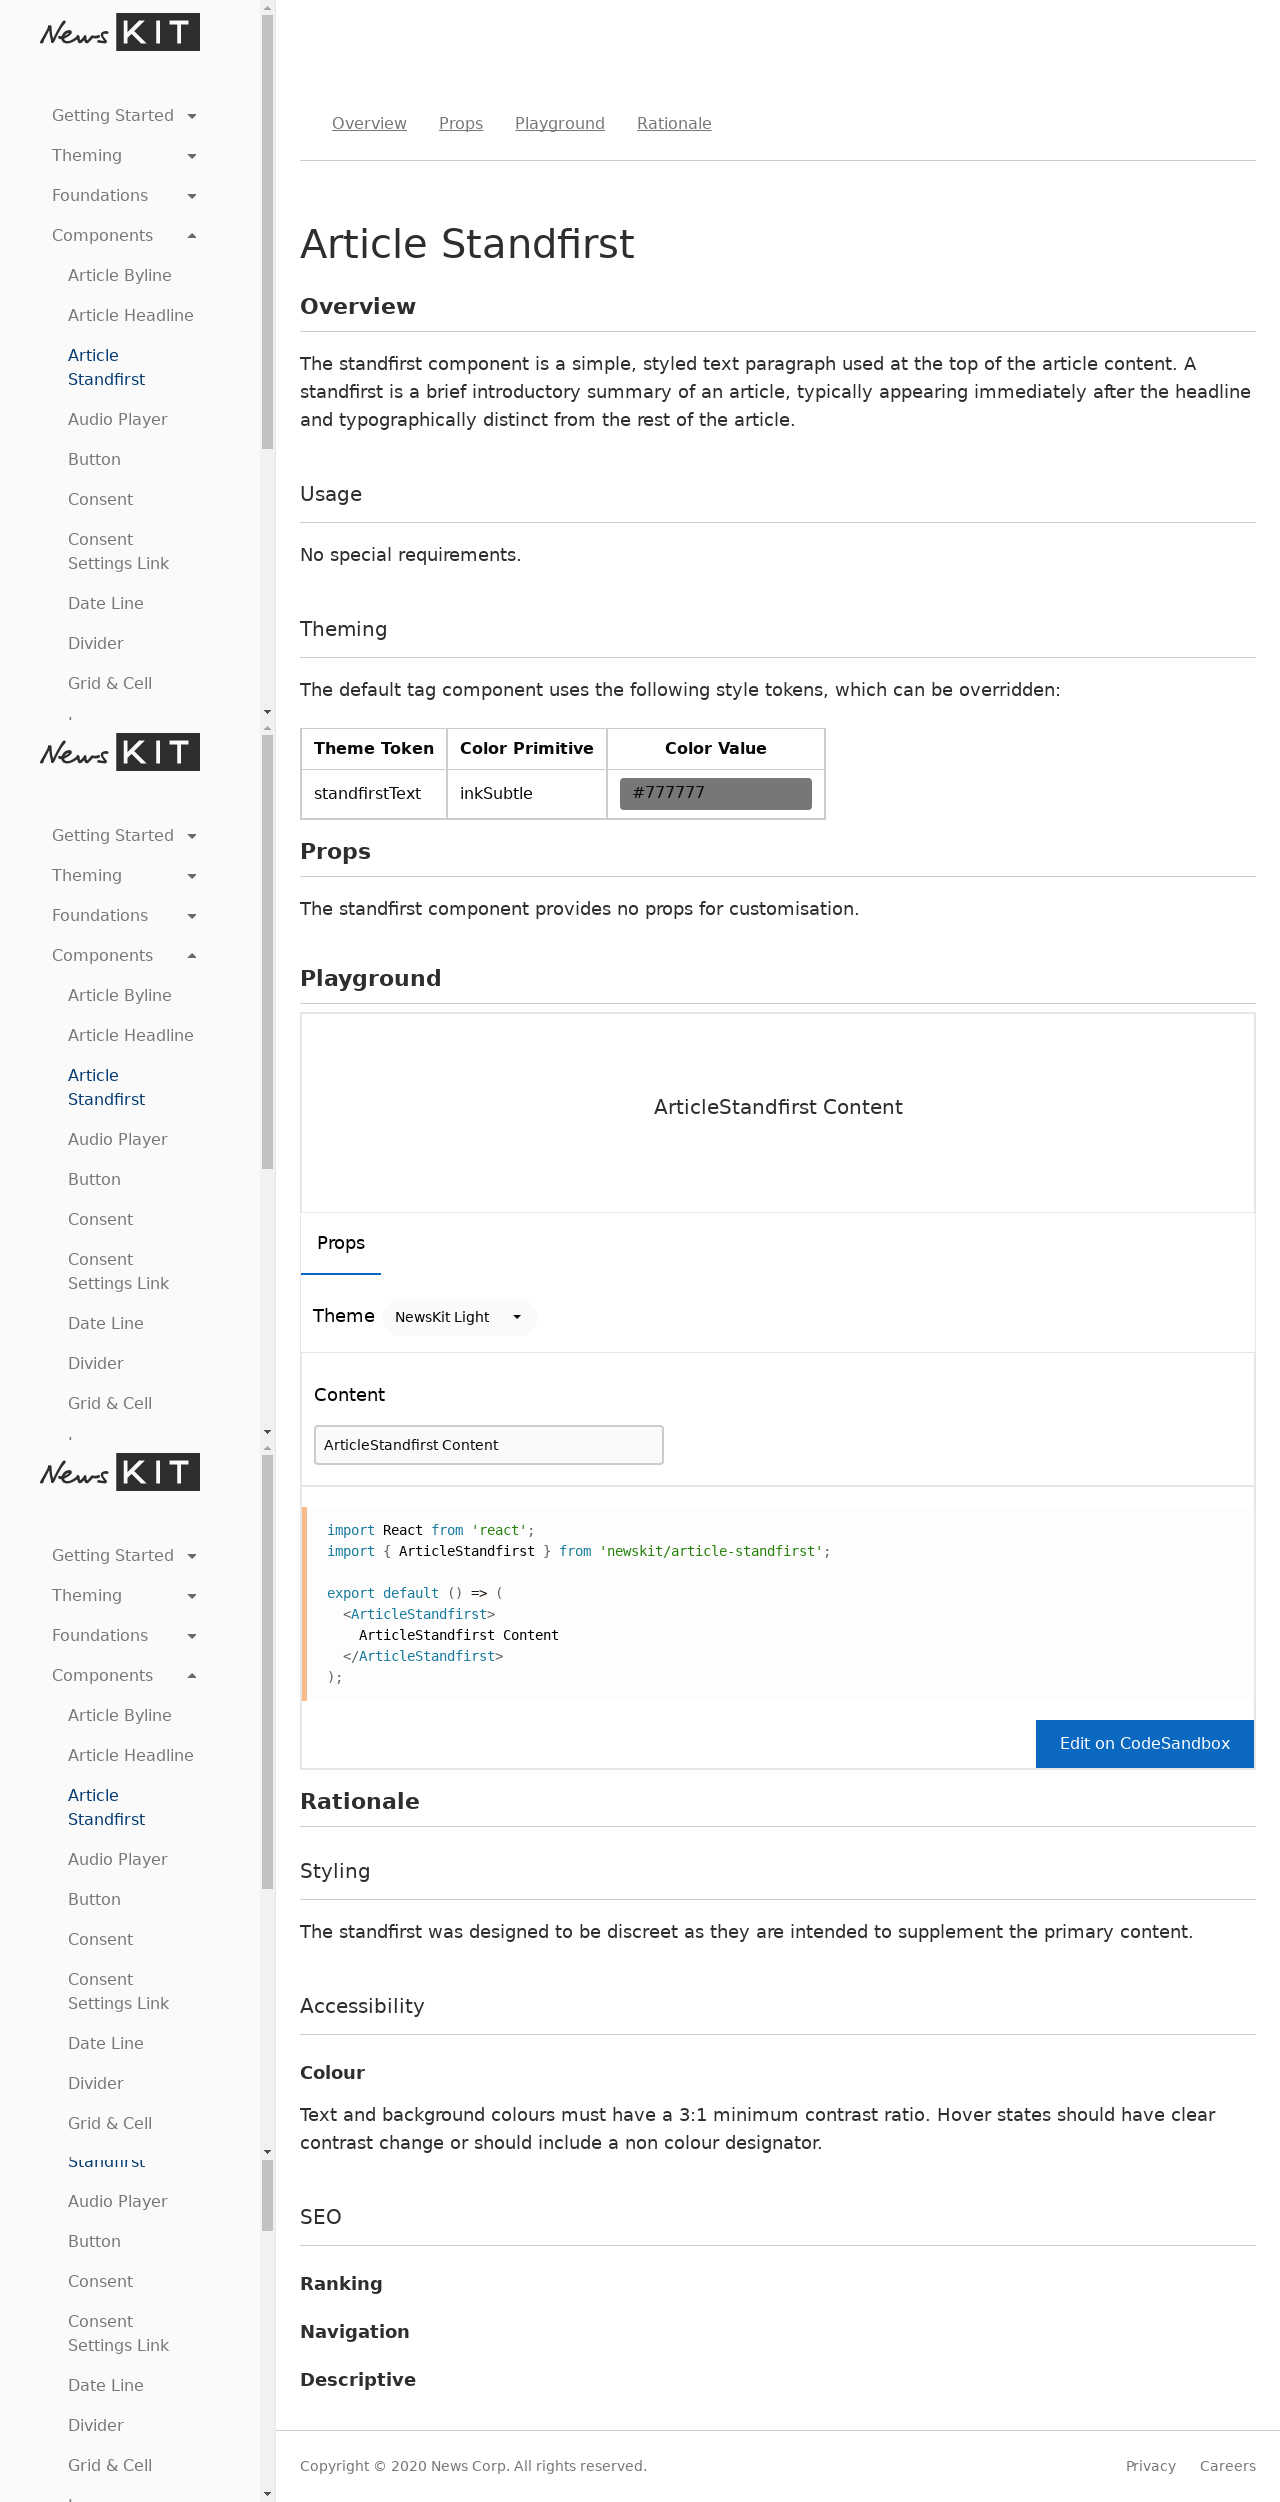 News KIT
Getting Started
Theming
Foundations
Components
Article Byline
Article Headline
Article
Standfirst
Audio Player
Button
Consent
Consent
Settings Link
Date Line
Divider
Grid & Cell
News KIT
Getting Started
Theming
Foundations
Components
Article Byline
Article Headline
Article
Standfirst
Audio Player
Button
Consent
Consent
Settings Link
Date Line
Divider
Grid & Cell
News KIT
Getting Started
Theming
Foundations
Components
Article Byline
Article Headline
Article
Standfirst
Audio Player
Button
Consent
Consent
Settings Link
Date Line
Divider
Grid & Cell
Standfirst
Audio Player
Button
Consent
Consent
Settings Link
Date Line
Divider
Grid & Cell
Overview Props Playground Rationale
Article Standfirst
Overview
The standfirst component is a simple, styled text paragraph used at the top of the article content. A
standfirst is a brief introductory summary of an article, typically appearing immediately after the headline
and typographically distinct from the rest of the article.
Usage
No special requirements.
Theming
The default tag component uses the following style tokens, which can be overridden:
Theme Token Color Primitive Color Value
standfirstText inkSubtle #777777
Props
The standfirst component provides no props for customisation.
Playground
ArticleStandfirst Content
Props
Theme NewsKit Light
Content
ArticleStandfirst Content
import React from 'react';
import { ArticleStandfirst } from 'newskit/article-standfirst';
export default () => (
<ArticleStandfirst>
ArticleStandfirst Content
</ArticleStandfirst>
);
Edit on CodeSandbox
Rationale
Styling
The standfirst was designed to be discreet as they are intended to supplement the primary content.
Accessibility
Colour
Text and background colours must have a 3:1 minimum contrast ratio. Hover states should have clear
contrast change or should include a non colour designator.
SEO
Ranking
Navigation
Descriptive
Copyright © 2020 News Corp. All rights reserved. Privacy Careers